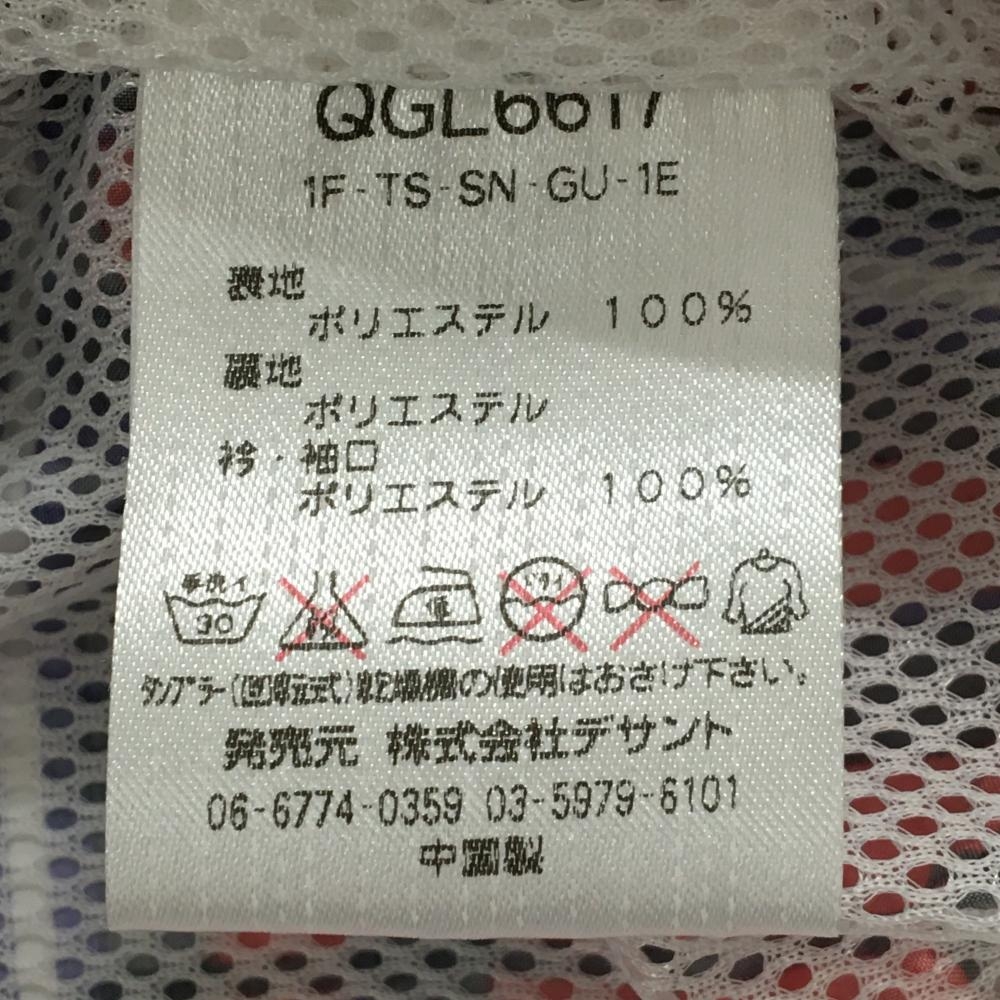 QGL6617
1F-TS-SN-GU-1E
表地
ポリエステル 100%
裏地
ポリエステル
衿・袖口
ポリエステル 100%
手洗イ 30 中 ドライ
タンブラー(回転式)乾燥機の使用はおさけ下さい。
発売元 株式会社デサント
06-6774-0359 03-5979-6101
中国製